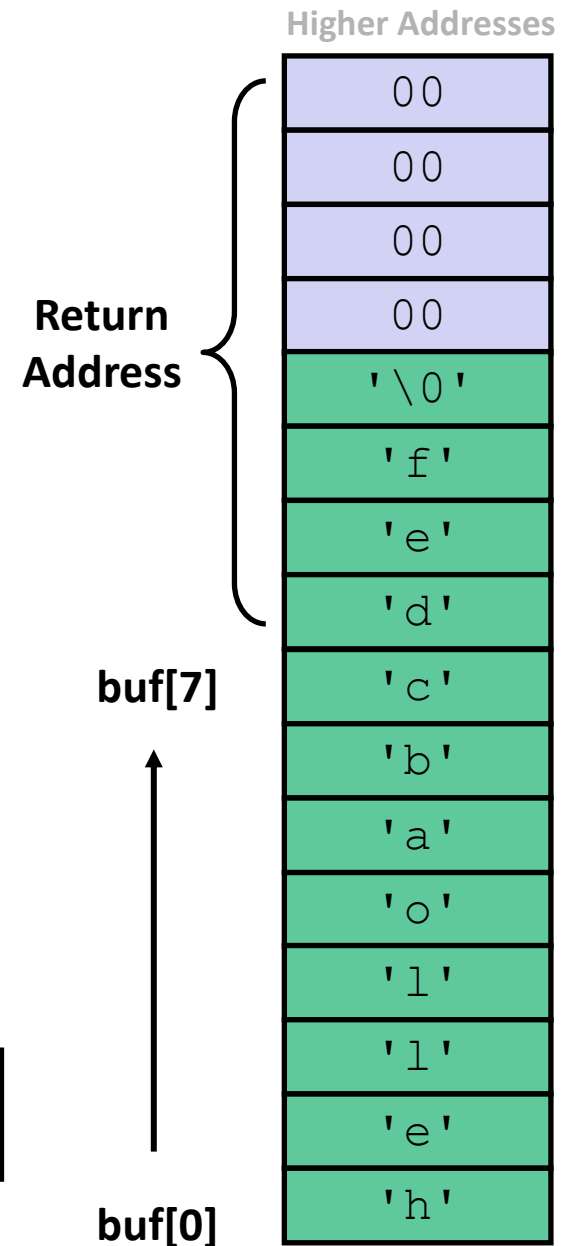 Higher Addresses
00
00
00
00
Return
Address
'\0'
'f'
'e'
'd'
buf[7]
'c'
'b'
'a'
'o'
'l'
'l'
'e'
buf[0]
'h'